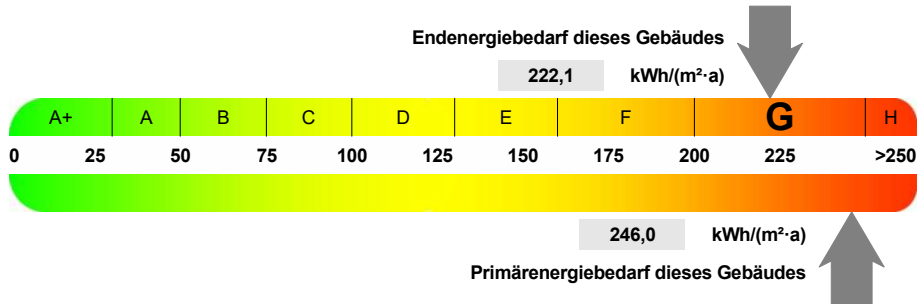 Endenergiebedarf dieses Gebäudes
222,1 kWh/(m²·a)
A+ A B C D E F G H
0 25 50 75 100 125 150 175 200 225 >250
246,0 kWh/(m²·a)
Primärenergiebedarf dieses Gebäudes